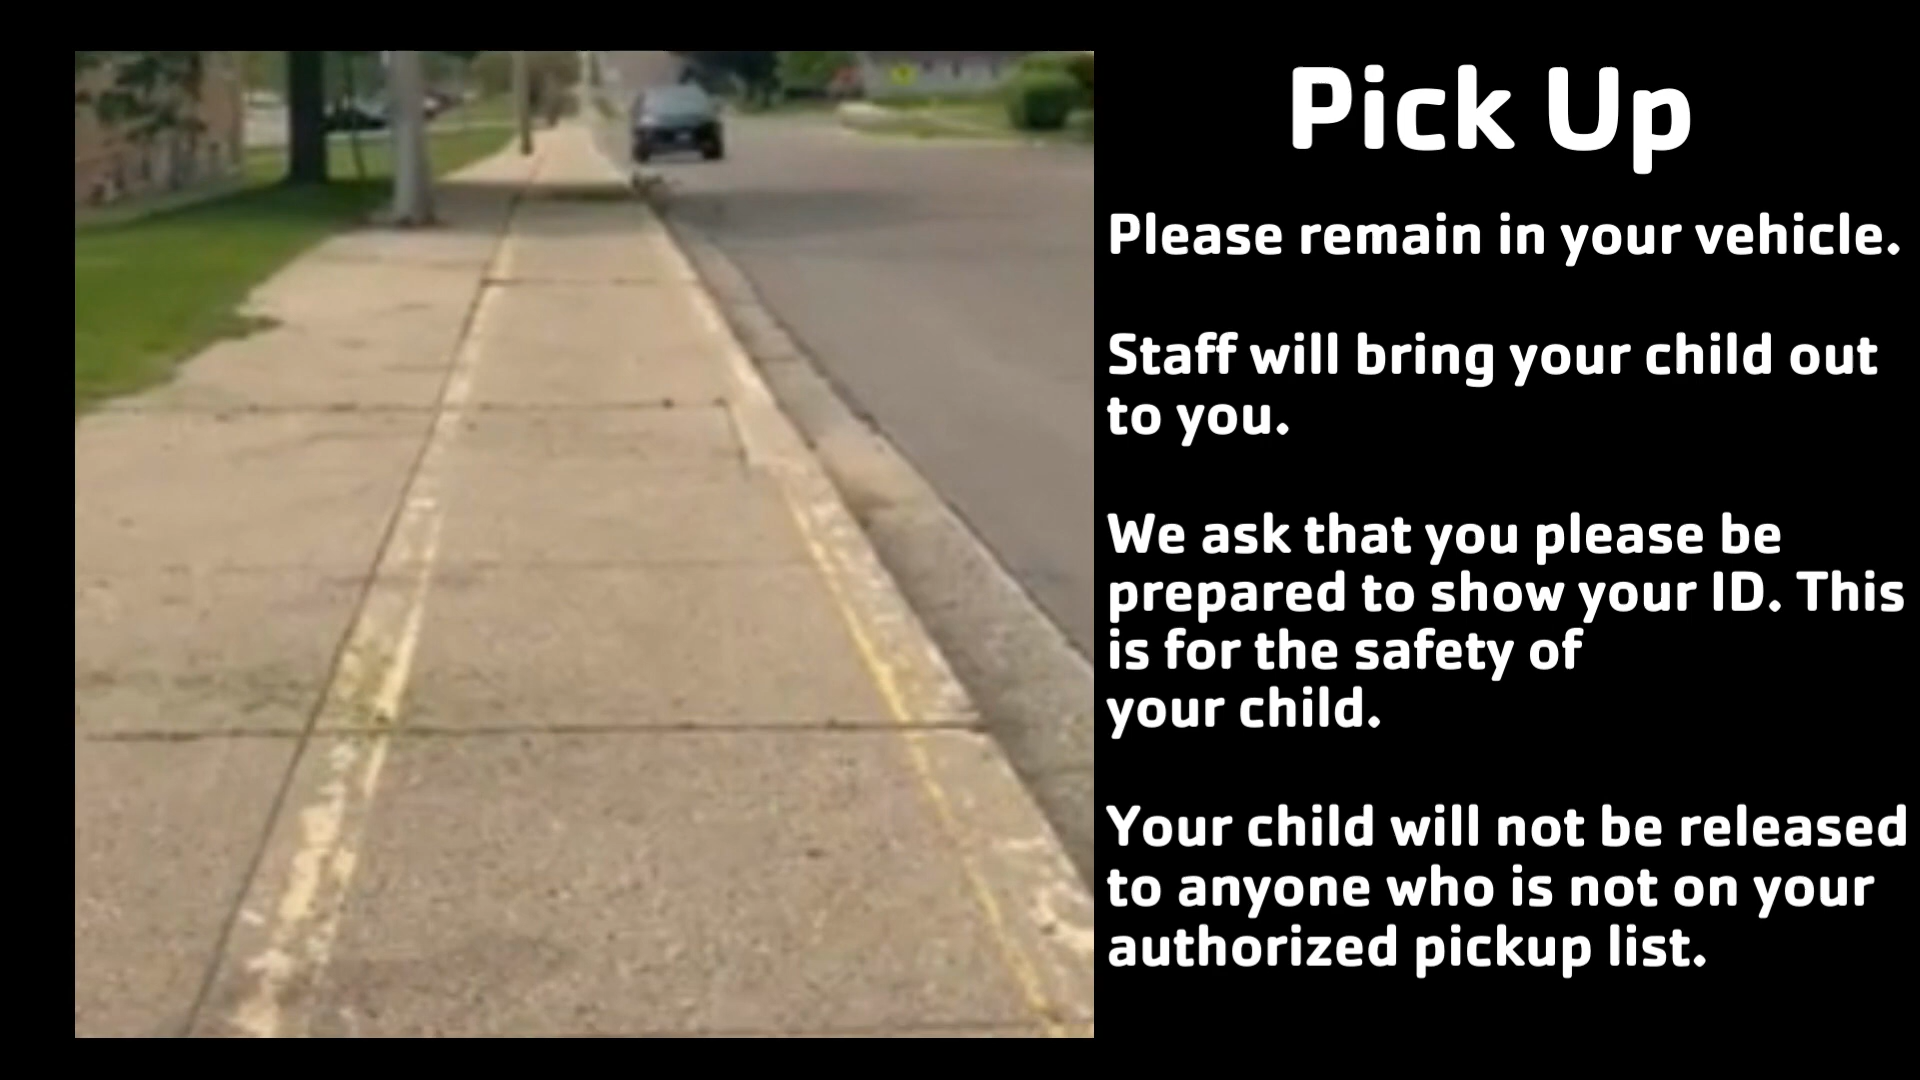 Pick Up
Please remain in your vehicle.
Staff will bring your child out
to you.
We ask that you please be
prepared to show your ID. This
is for the safety of
your child.
Your child will not be released
to anyone who is not on your
authorized pickup list.